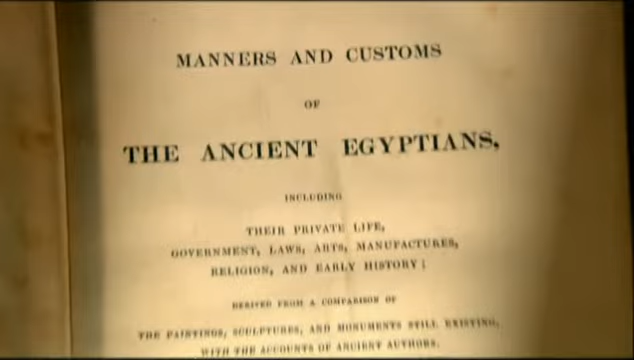 MANNERS AND CUSTOMS
OF
THE ANCIENT EGYPTIANS,
INCLUDING
THEIR PRIVATE LIFE,
GOVERNMENT, LAWS, ARTS, MANUFACTURES,
RELIGION, AND EARLY HISTORY;
DERIVED FROM A COMPARISON OF
THE PAINTINGS, SCULPTURES, AND MONUMENTS STILL EXISTING,
WITH THE ACCOUNTS OF ANCIENT AUTHORS.